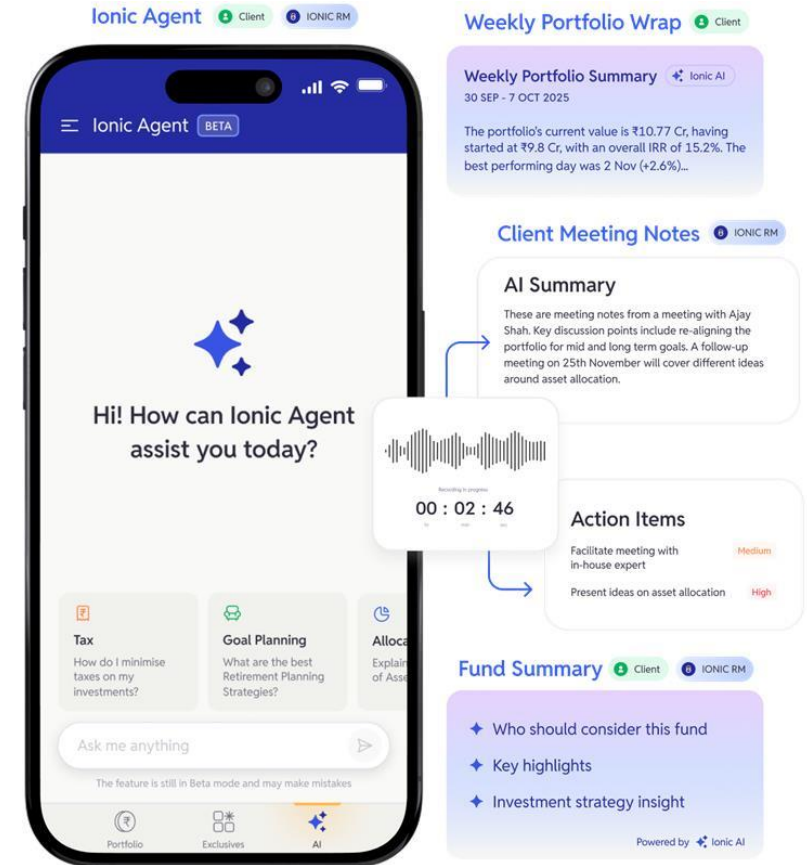 Ionic Agent Client IONIC RM
Ionic Agent BETA
Hi! How can Ionic Agent
assist you today?
Tax
How do I minimise
taxes on my
investments?
Goal Planning
What are the best
Retirement Planning
Strategies?
Alloca
Explain
of Asse
Ask me anything
The feature is still in Beta mode and may make mistakes
Portfolio
Exclusives
AI
Weekly Portfolio Wrap Client
Weekly Portfolio Summary Ionic AI
30 SEP - 7 OCT 2025
The portfolio's current value is ₹10.77 Cr, having
started at ₹9.8 Cr, with an overall IRR of 15.2%. The
best performing day was 2 Nov (+2.6%)...
Client Meeting Notes IONIC RM
AI Summary
These are meeting notes from a meeting with Ajay
Shah. Key discussion points include re-aligning the
portfolio for mid and long term goals. A follow-up
meeting on 25th November will cover different ideas
around asset allocation.
Recording in progress
00 : 02 : 46
Action Items
Facilitate meeting with
in-house expert
Medium
Present ideas on asset allocation High
Fund Summary Client IONIC RM
Who should consider this fund
Key highlights
Investment strategy insight
Powered by Ionic AI